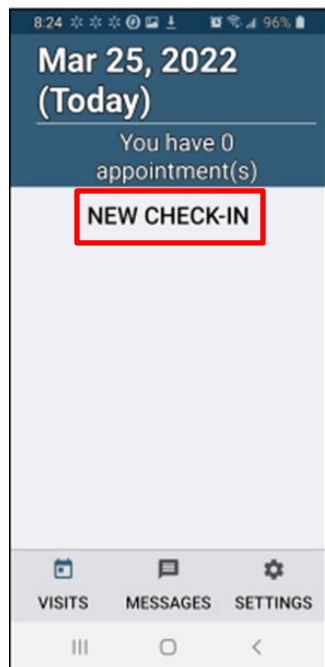 8:24 96%
Mar 25, 2022
(Today)
You have 0
appointment(s)
NEW CHECK-IN
VISITS MESSAGES SETTINGS